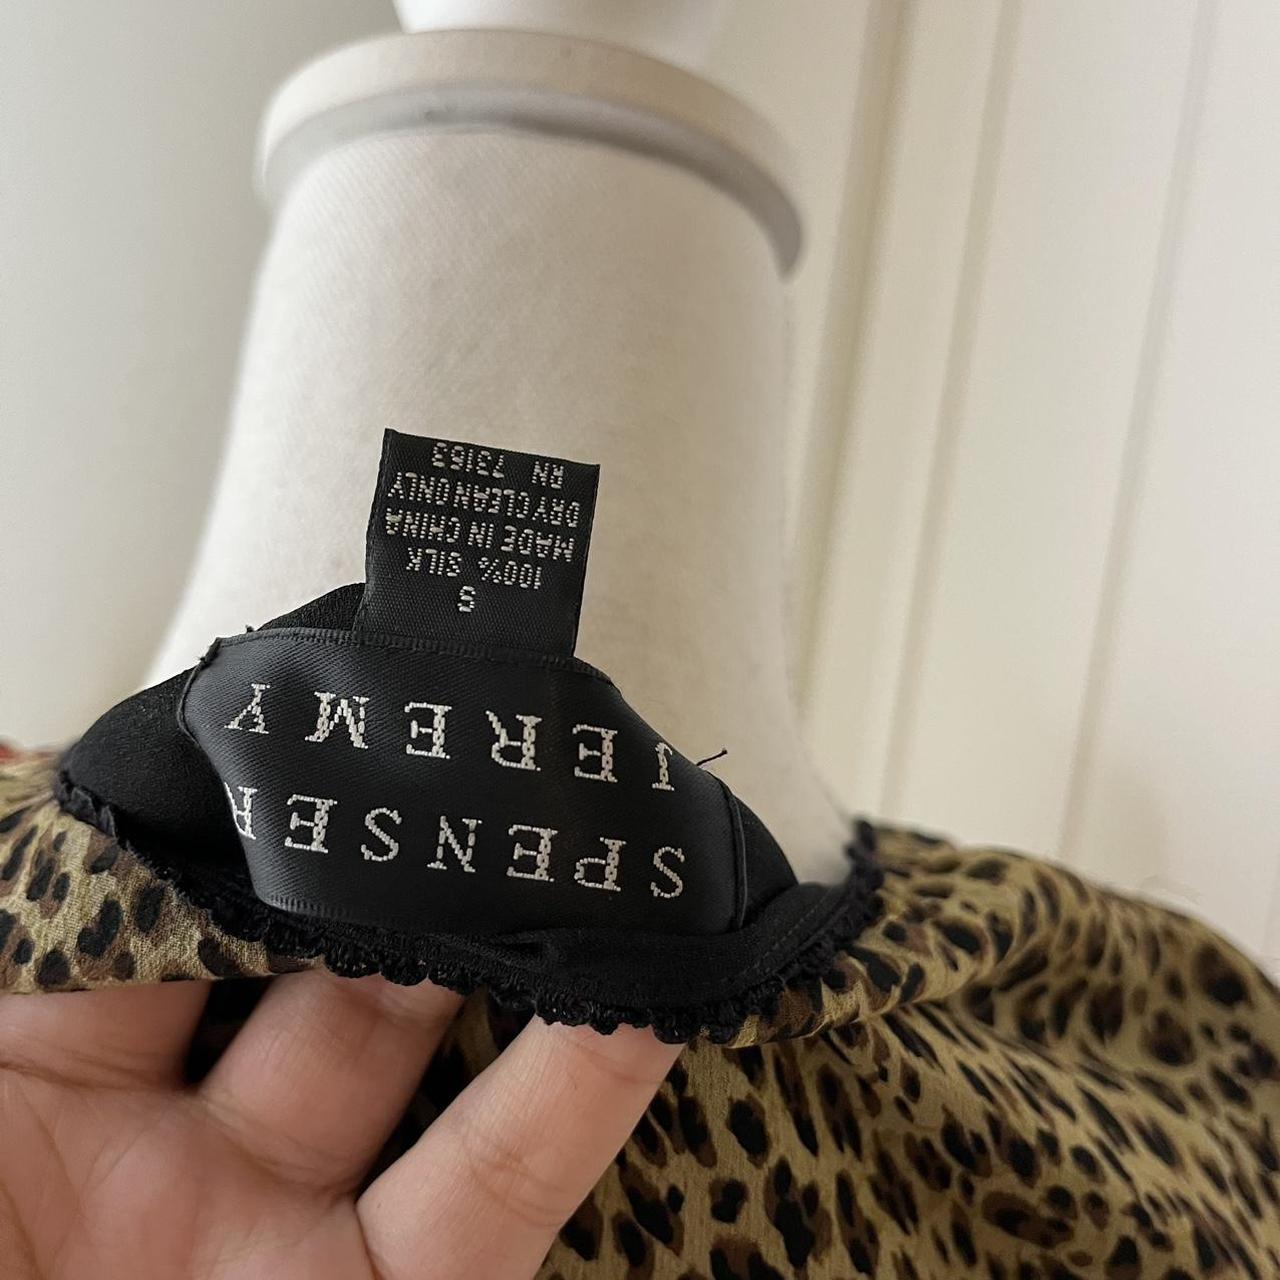 SPENSER
JEREMY
S
100% SILK
MADE IN CHINA
DRY CLEAN ONLY
RN 73163